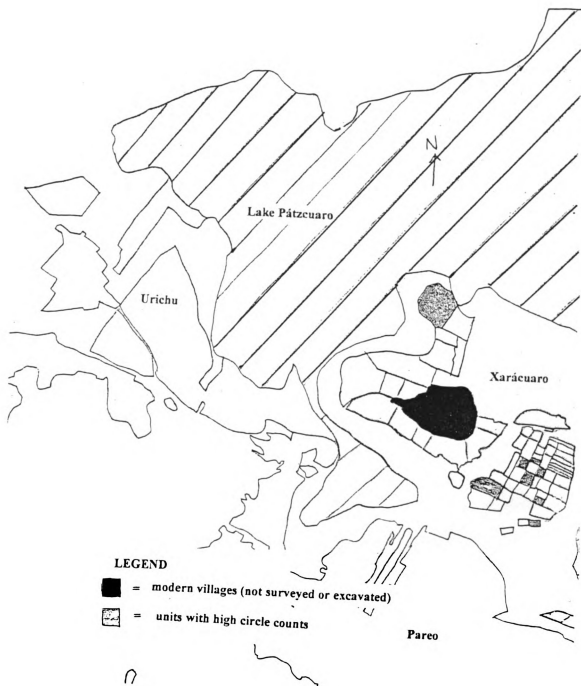 N
Lake Pátzcuaro
Urichu
Xarácuaro
LEGEND
= modern villages (not surveyed or excavated)
= units with high circle counts
Pareo